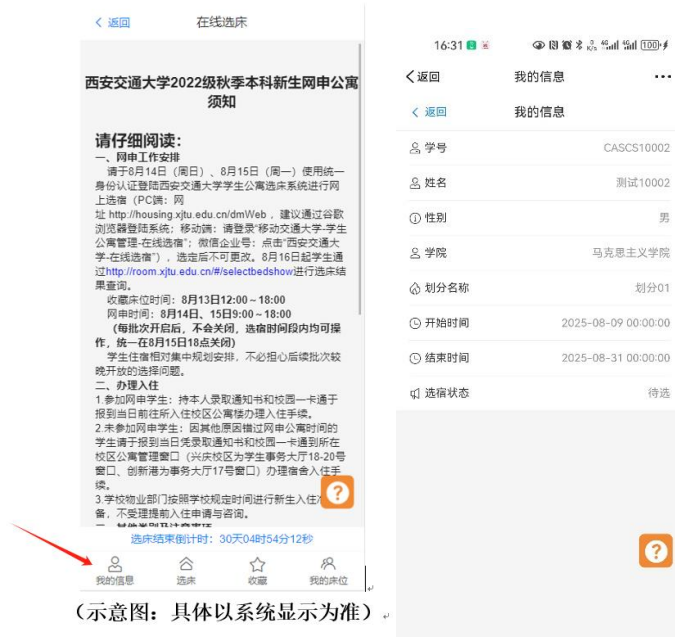 返回
在线选床
西安交通大学2022级秋季本科新生网申公寓
须知
请仔细阅读：
一、网申工作安排
请于8月14日（周日）、8月15日（周一）使用统一
身份认证登陆西安交通大学学生公寓选床系统进行网
上选宿（PC端：网
址 http://housing.xjtu.edu.cn/dmWeb，建议通过谷歌
浏览器登陆系统；移动端：请登录“移动交通大学-学生
公寓管理-在线选宿”；微信企业号：点击“西安交通大
学-在线选宿”），选定后不可更改。8月16日起学生通
过http://room.xjtu.edu.cn/#/selectbedshow进行选床结
果查询。
收藏床位时间：8月13日12:00～18:00
网申时间：8月14日、15日9:00～18:00
（每批次开启后，不会关闭，选宿时间段内均可操
作，统一在8月15日18点关闭）
学生住宿相对集中规划安排，不必担心后续批次较
晚开放的选择问题。
二、办理入住
1.参加网申学生：持本人录取通知书和校园一卡通于
报到当日前往所入住校区公寓楼办理入住手续。
2.未参加网申学生：因其他原因错过网申公寓时间的
学生请于报到当日凭录取通知书和校园一卡通到所在
校区公寓管理窗口（兴庆校区为学生事务大厅18-20号
窗口、创新港为事务大厅17号窗口）办理宿舍入住手
续。
3.学校物业部门按照学校规定时间进行新生入住准
备，不受理提前入住申请与咨询。
选床结束倒计时：30天04时54分12秒
我的信息
选床
收藏
我的床位
（示意图：具体以系统显示为准）
16:31
100
返回
我的信息
返回
我的信息
学号 CASCS10002
姓名 测试10002
性别 男
学院 马克思主义学院
划分名称 划分01
开始时间 2025-08-09 00:00:00
结束时间 2025-08-31 00:00:00
选宿状态 待选